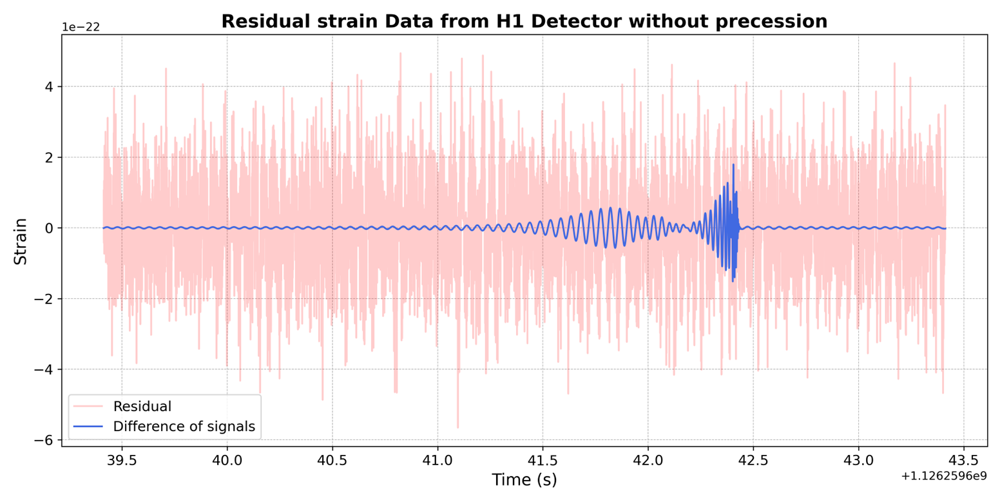 Residual strain Data from H1 Detector without precession
1e−22
Strain
4
2
0
−2
−4
−6
Residual
Difference of signals
39.5 40.0 40.5 41.0 41.5 42.0 42.5 43.0 43.5
Time (s)
+1.1262596e9